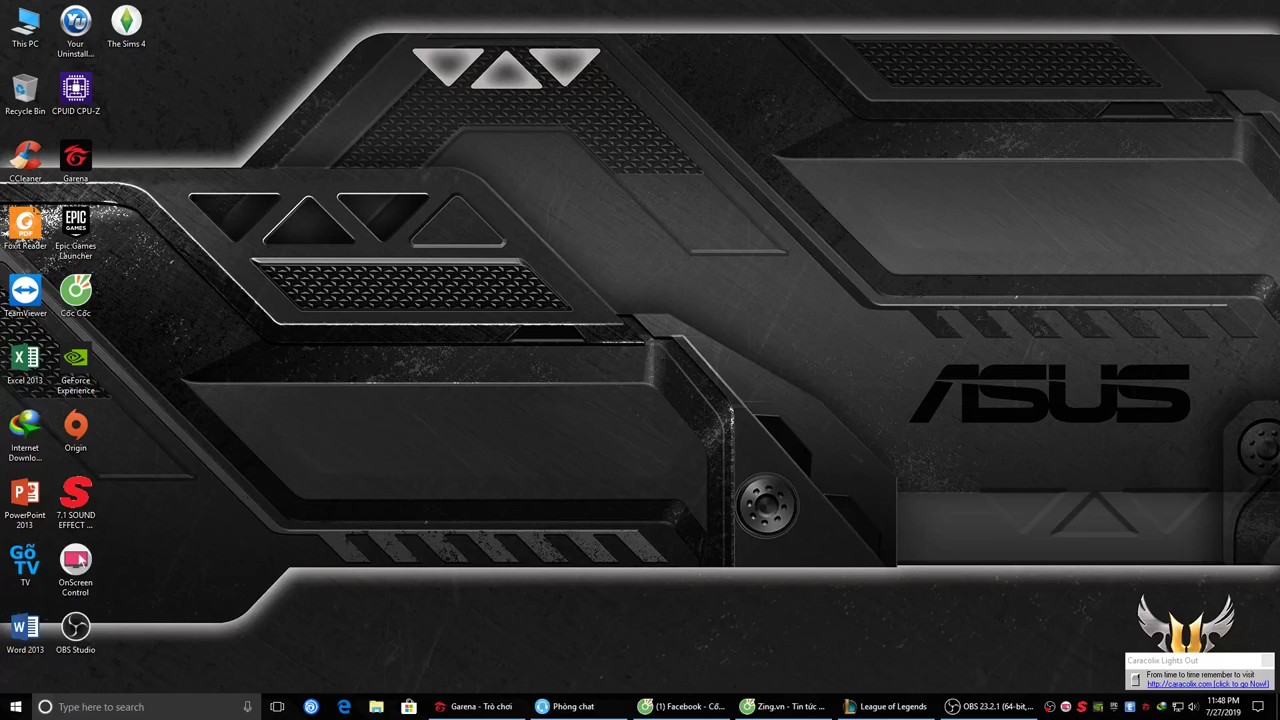 This PC
Your
Uninstall...
The Sims 4
Recycle Bin
CPUID CPU-Z
CCleaner
Garena
PDF
Foxit Reader
EPIC
GAMES
Epic Games
Launcher
TeamViewer
Cốc Cốc
Excel 2013
GeForce
Experience
Internet
Downlo...
Origin
PowerPoint
2013
7.1 SOUND
EFFECT ...
Gõ
TV
TV
OnScreen
Control
Word 2013
OBS Studio
ASUS
Caracolix Lights Out
From time to time remember to visit
http://caracolix.com [click to go Now!]
Type here to search
Garena - Trò chơi
Phòng chat
(1) Facebook - Cố...
Zing.vn - Tin tức ...
League of Legends
OBS 23.2.1 (64-bit,...
11:48 PM
7/27/2019